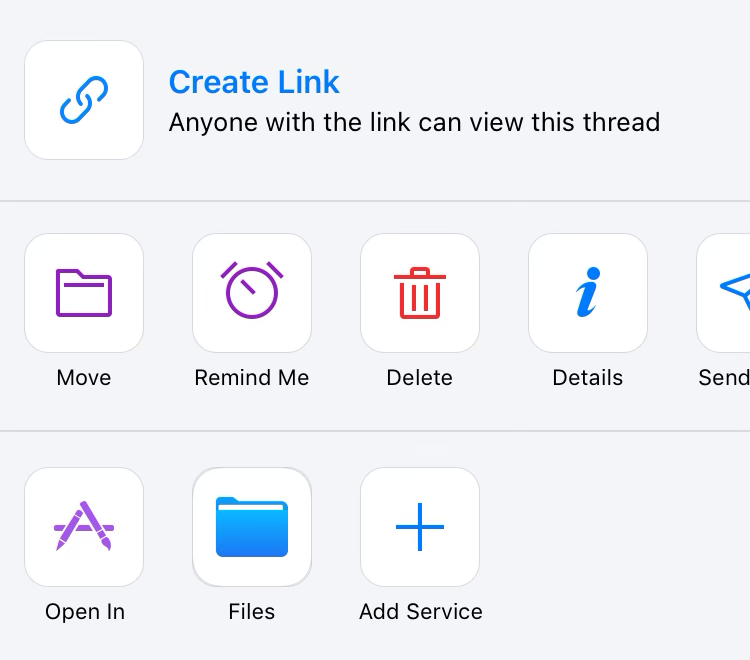 Create Link
Anyone with the link can view this thread
Move
Remind Me
Delete
Details
Send
Open In
Files
Add Service